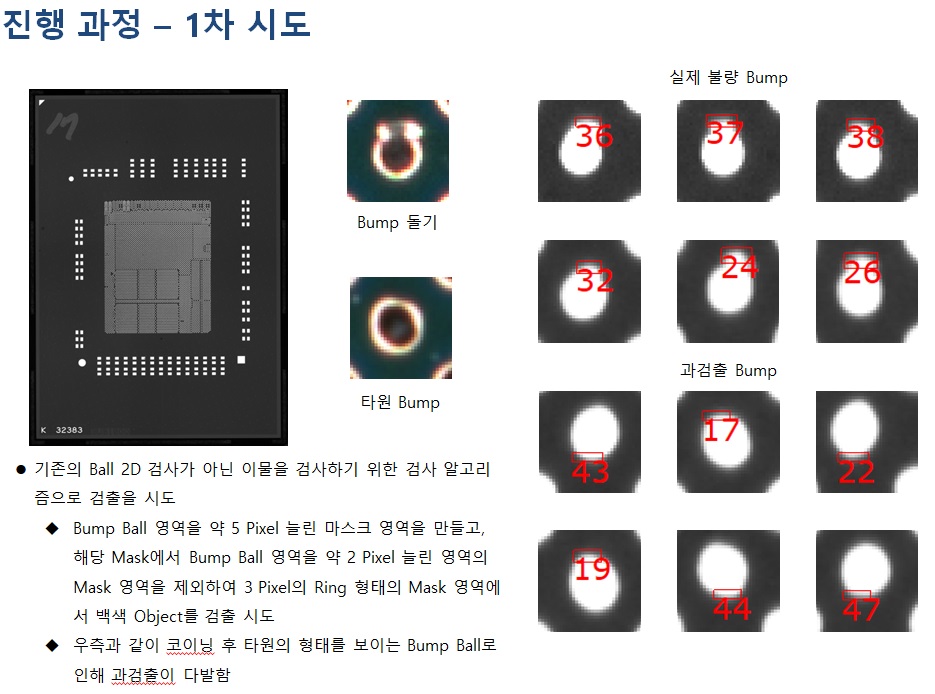 진행 과정 – 1차 시도
실제 불량 Bump
36
37
38
Bump 돌기
32
24
26
과검출 Bump
타원 Bump
43
17
22
19
44
47
M
K 32383
● 기존의 Ball 2D 검사가 아닌 이물을 검사하기 위한 검사 알고리
즘으로 검출을 시도
◆ Bump Ball 영역을 약 5 Pixel 늘린 마스크 영역을 만들고,
해당 Mask에서 Bump Ball 영역을 약 2 Pixel 늘린 영역의
Mask 영역을 제외하여 3 Pixel의 Ring 형태의 Mask 영역에
서 백색 Object를 검출 시도
◆ 우측과 같이 코이닝 후 타원의 형태를 보이는 Bump Ball로
인해 과검출이 다발함